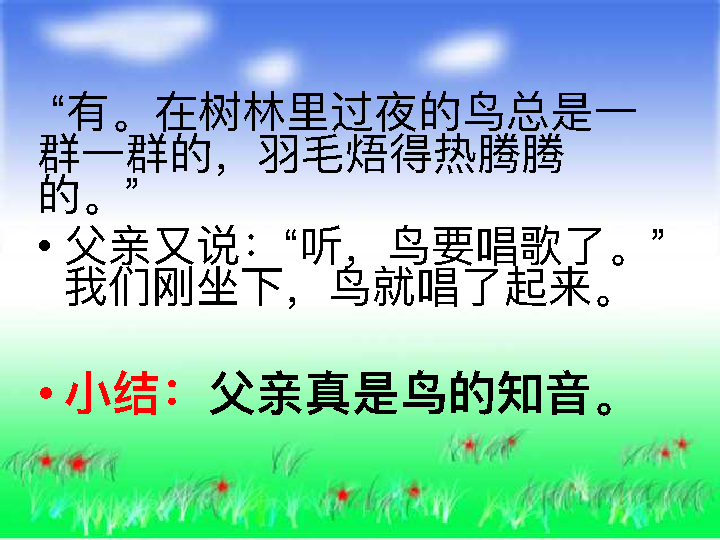 “有。在树林里过夜的鸟总是一
群一群的，羽毛焐得热腾腾
的。”
• 父亲又说：“听，鸟要唱歌了。”
我们刚坐下，鸟就唱了起来。
• 小结：父亲真是鸟的知音。